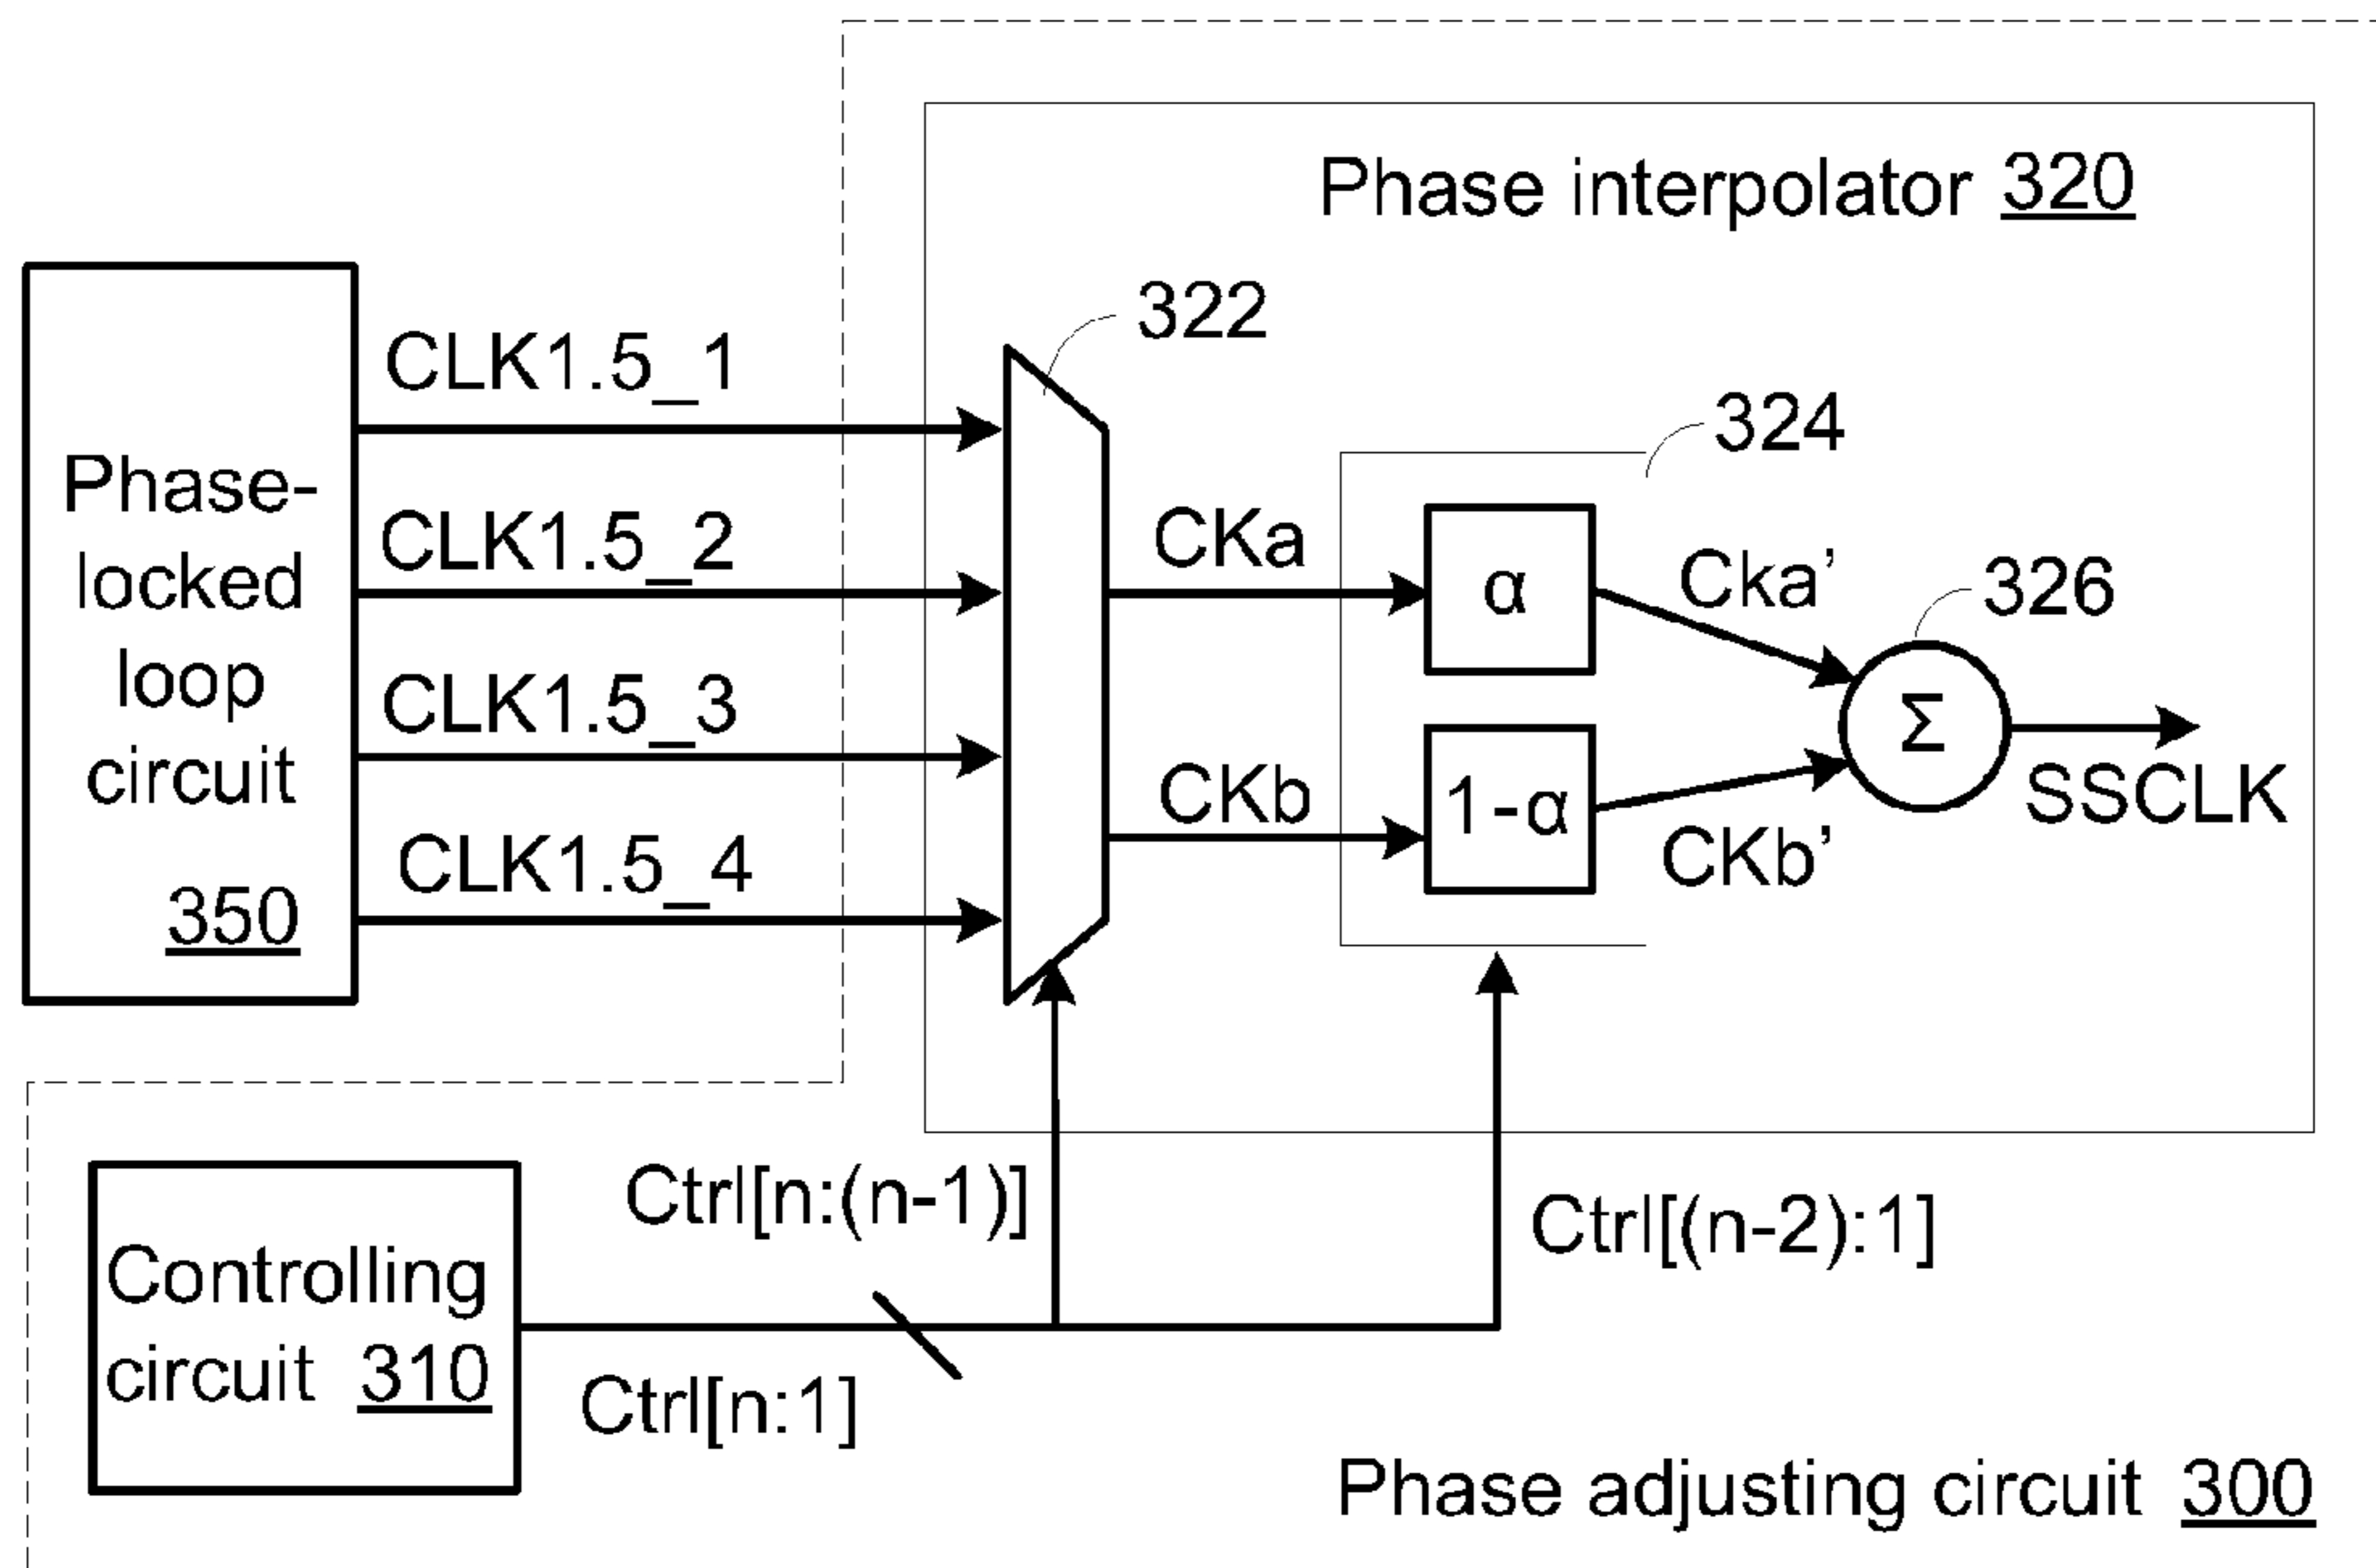 Phase interpolator 320
322
CLK1.5_1
324
Phase-
locked
loop
circuit
350
CLK1.5_2
CKa
α
Cka’
326
CLK1.5_3
Σ
CKb
1-α
SSCLK
CLK1.5_4
CKb’
Ctrl[n:(n-1)]
Ctrl[(n-2):1]
Controlling
circuit 310
Ctrl[n:1]
Phase adjusting circuit 300